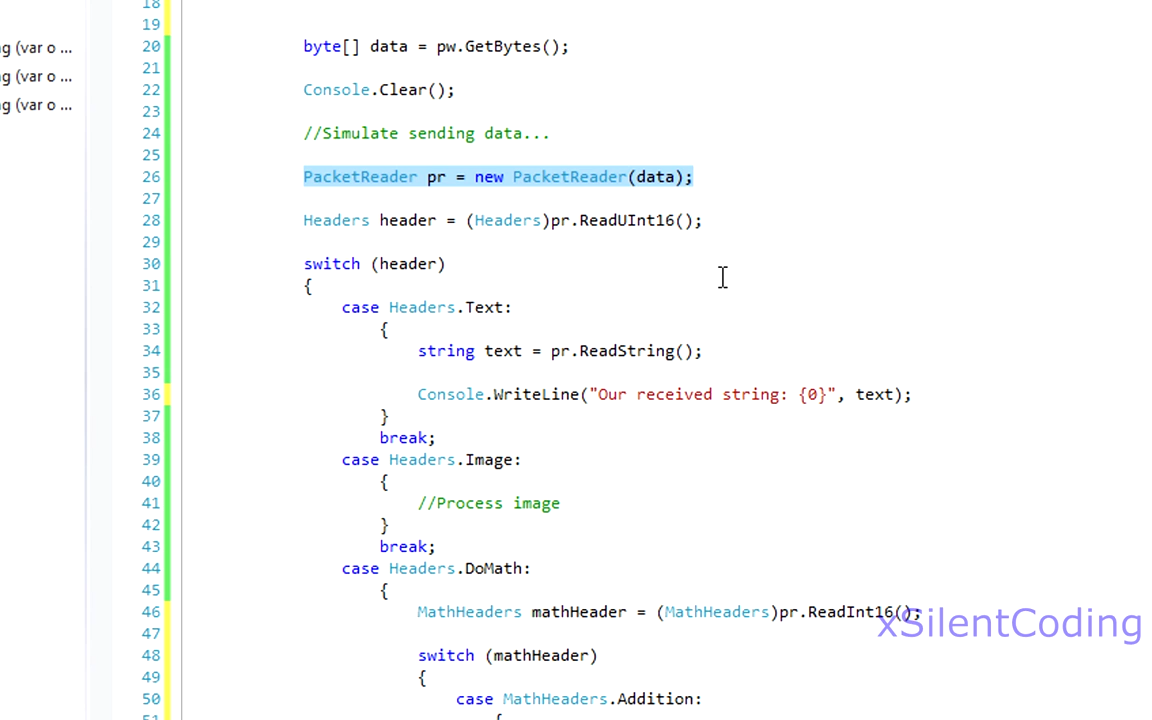 18
19
g (var o ...
20 byte[] data = pw.GetBytes();
21
g (var o ...
22 Console.Clear();
g (var o ...
23
24 //Simulate sending data...
25
26 PacketReader pr = new PacketReader(data);
27
28 Headers header = (Headers)pr.ReadUInt16();
29
30 switch (header)
31 {
32 case Headers.Text:
33 {
34 string text = pr.ReadString();
35
36 Console.WriteLine("Our received string: {0}", text);
37 }
38 break;
39 case Headers.Image:
40 {
41 //Process image
42 }
43 break;
44 case Headers.DoMath:
45 {
46 MathHeaders mathHeader = (MathHeaders)pr.ReadInt16();
xSilentCoding
47
48 switch (mathHeader)
49 {
50 case MathHeaders.Addition:
51 {